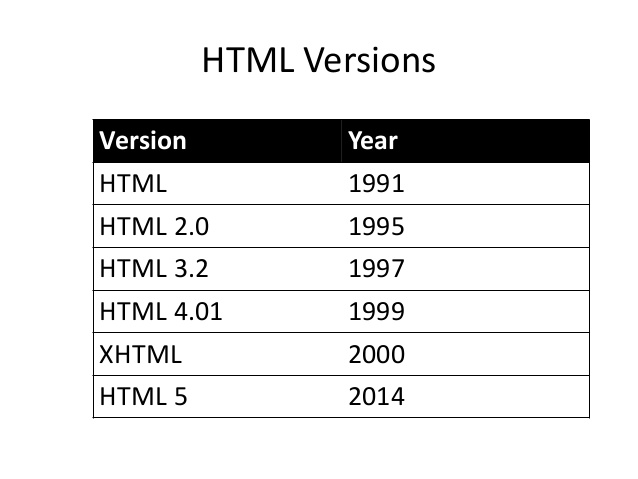 HTML Versions
Version Year
HTML 1991
HTML 2.0 1995
HTML 3.2 1997
HTML 4.01 1999
XHTML 2000
HTML 5 2014